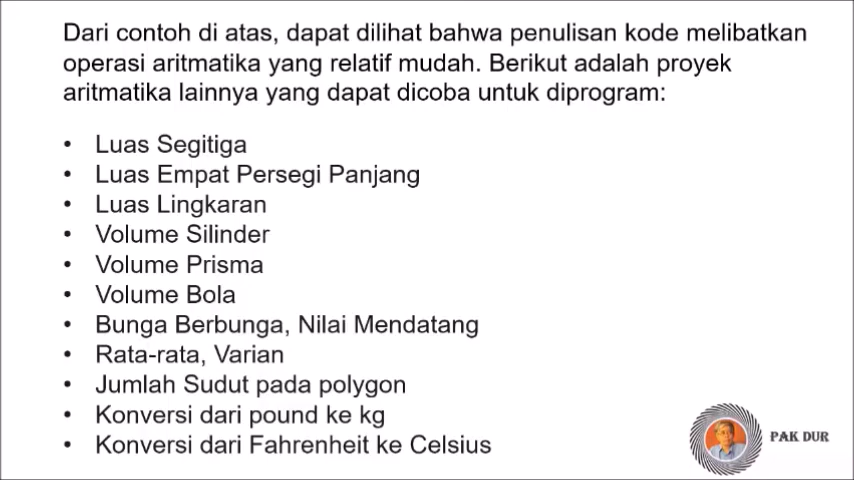 Dari contoh di atas, dapat dilihat bahwa penulisan kode melibatkan
operasi aritmatika yang relatif mudah. Berikut adalah proyek
aritmatika lainnya yang dapat dicoba untuk diprogram:
• Luas Segitiga
• Luas Empat Persegi Panjang
• Luas Lingkaran
• Volume Silinder
• Volume Prisma
• Volume Bola
• Bunga Berbunga, Nilai Mendatang
• Rata-rata, Varian
• Jumlah Sudut pada polygon
• Konversi dari pound ke kg
• Konversi dari Fahrenheit ke Celsius
PAK DUR